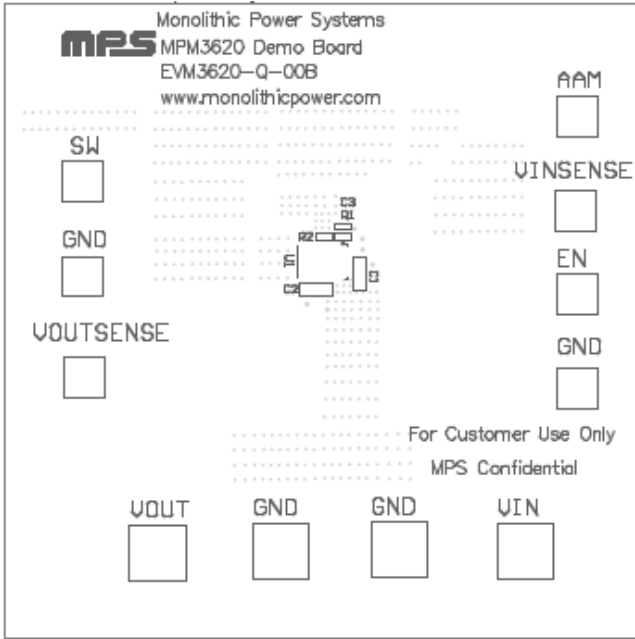 Monolithic Power Systems
MPS MPM3620 Demo Board
EVM3620-Q-00B
www.monolithicpower.com
AAM
SW
VINSENSE
C3
R1
GND
R2
EN
U1
C1
C2
VOUTSENSE
GND
For Customer Use Only
MPS Confidential
VOUT
GND
GND
VIN